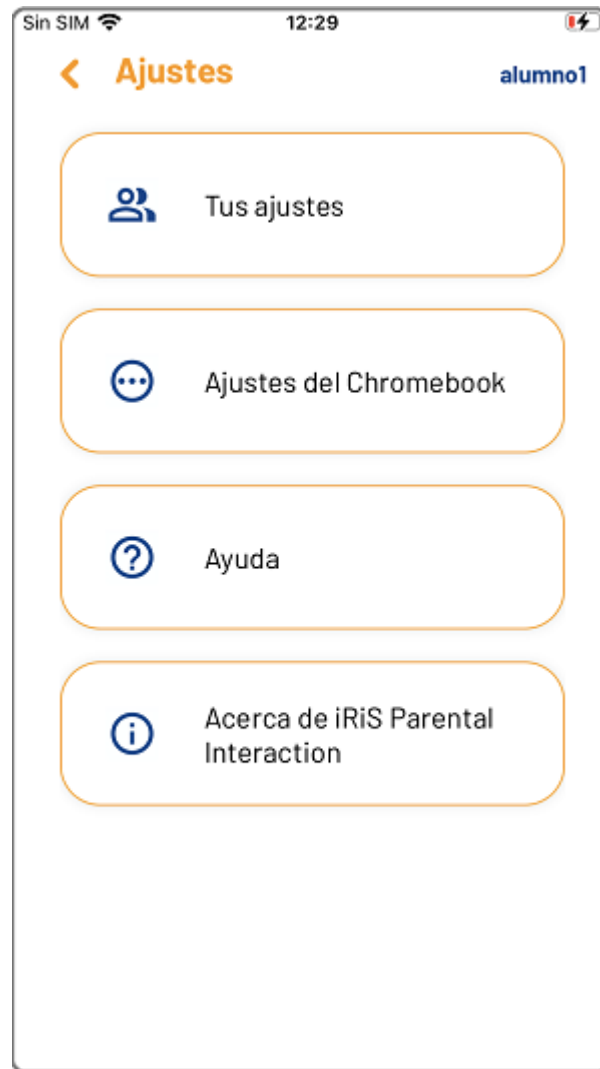 Sin SIM 12:29
Ajustes alumno1
Tus ajustes
Ajustes del Chromebook
Ayuda
Acerca de iRiS Parental
Interaction